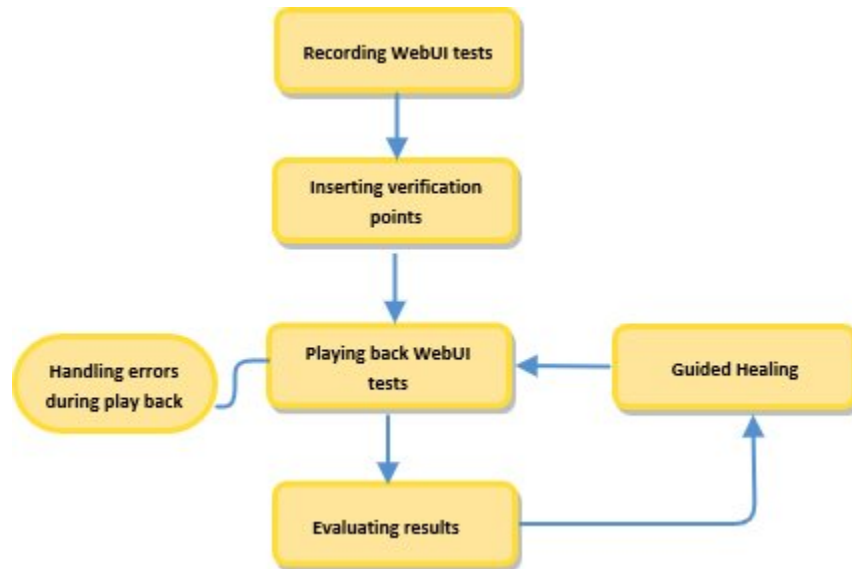 Recording WebUI tests
Inserting verification
points
Playing back WebUI
tests
Handling errors
during play back
Guided Healing
Evaluating results